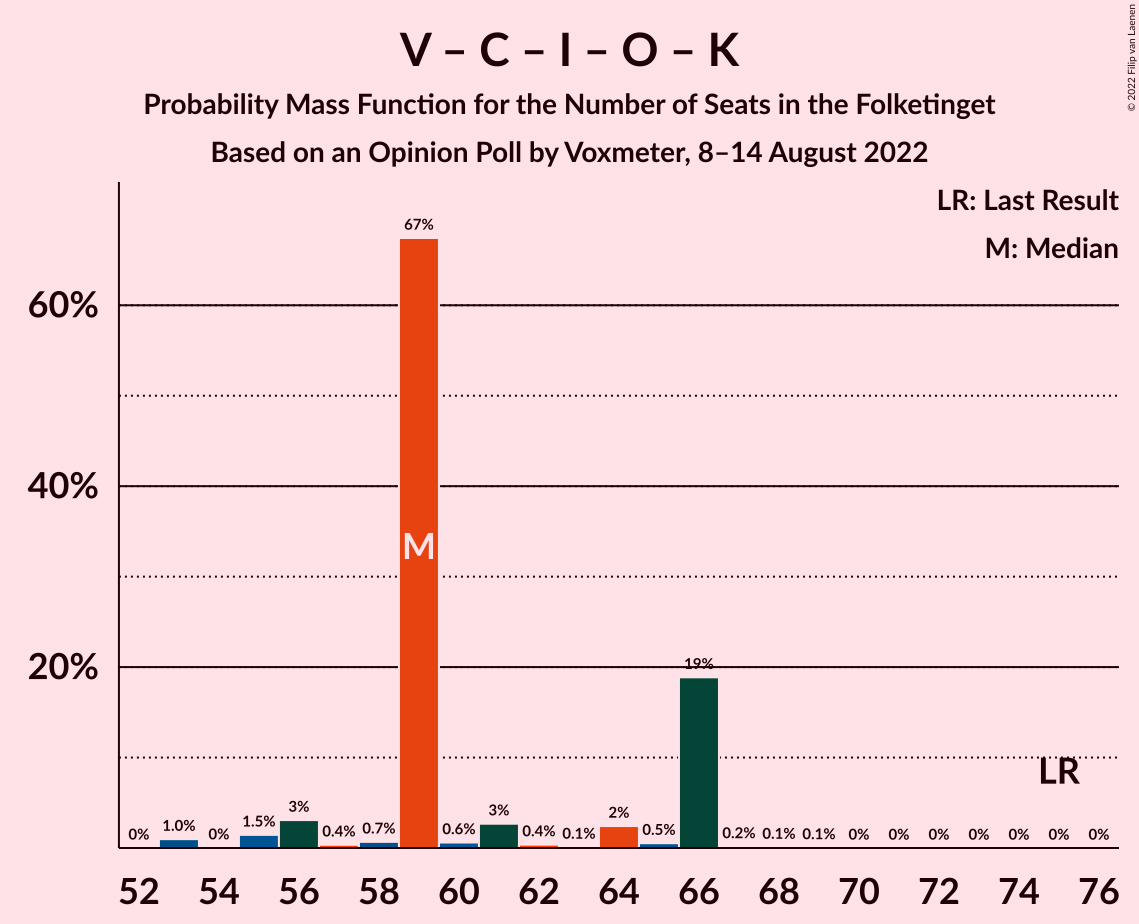 V – C – I – O – K
Probability Mass Function for the Number of Seats in the Folketinget
Based on an Opinion Poll by Voxmeter, 8–14 August 2022
© 2022 Filip van Laenen
LR: Last Result
M: Median
60%
40%
20%
0% 1.0% 0% 1.5% 3% 0.4% 0.7% 67% 0.6% 3% 0.4% 0.1% 2% 0.5% 19% 0.2% 0.1% 0.1% 0% 0% 0% 0% 0% 0% 0%
M
LR
52 54 56 58 60 62 64 66 68 70 72 74 76